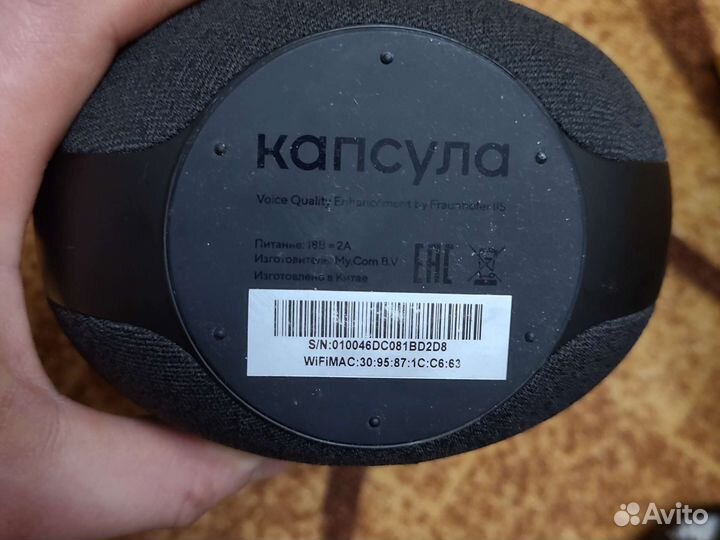 капсула
Voice Quality Enhancement by Fraunhofer IIS
Питание: 18В = 2А
Изготовитель: My.Com B.V
Изготовлено в Китае
EAC
S/N:010046DC081BD2D8
WiFiMAC:30:95:87:1C:C6:63
Avito